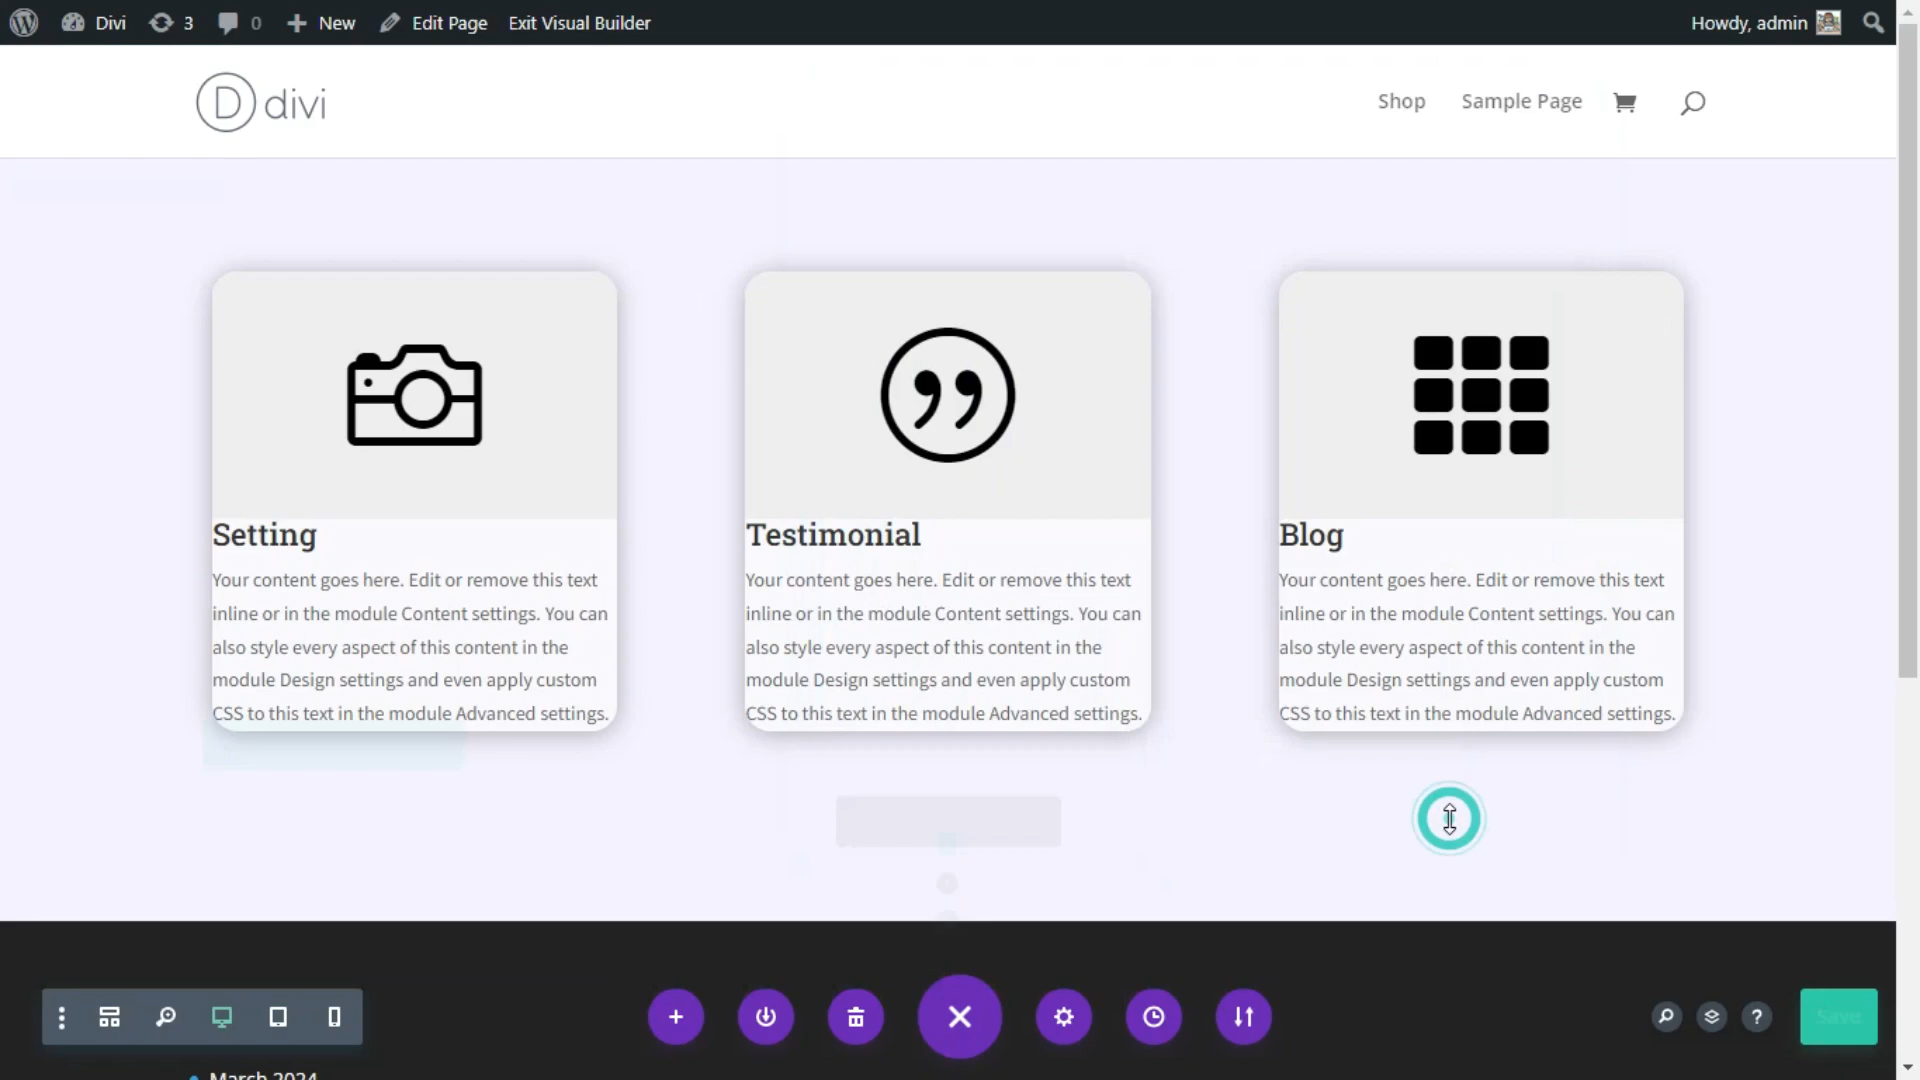 Divi 3 0 New Edit Page Exit Visual Builder Howdy, admin
D divi Shop Sample Page
Setting
Your content goes here. Edit or remove this text
inline or in the module Content settings. You can
also style every aspect of this content in the
module Design settings and even apply custom
CSS to this text in the module Advanced settings.
Testimonial
Your content goes here. Edit or remove this text
inline or in the module Content settings. You can
also style every aspect of this content in the
module Design settings and even apply custom
CSS to this text in the module Advanced settings.
Blog
Your content goes here. Edit or remove this text
inline or in the module Content settings. You can
also style every aspect of this content in the
module Design settings and even apply custom
CSS to this text in the module Advanced settings.
? Save
March 2024